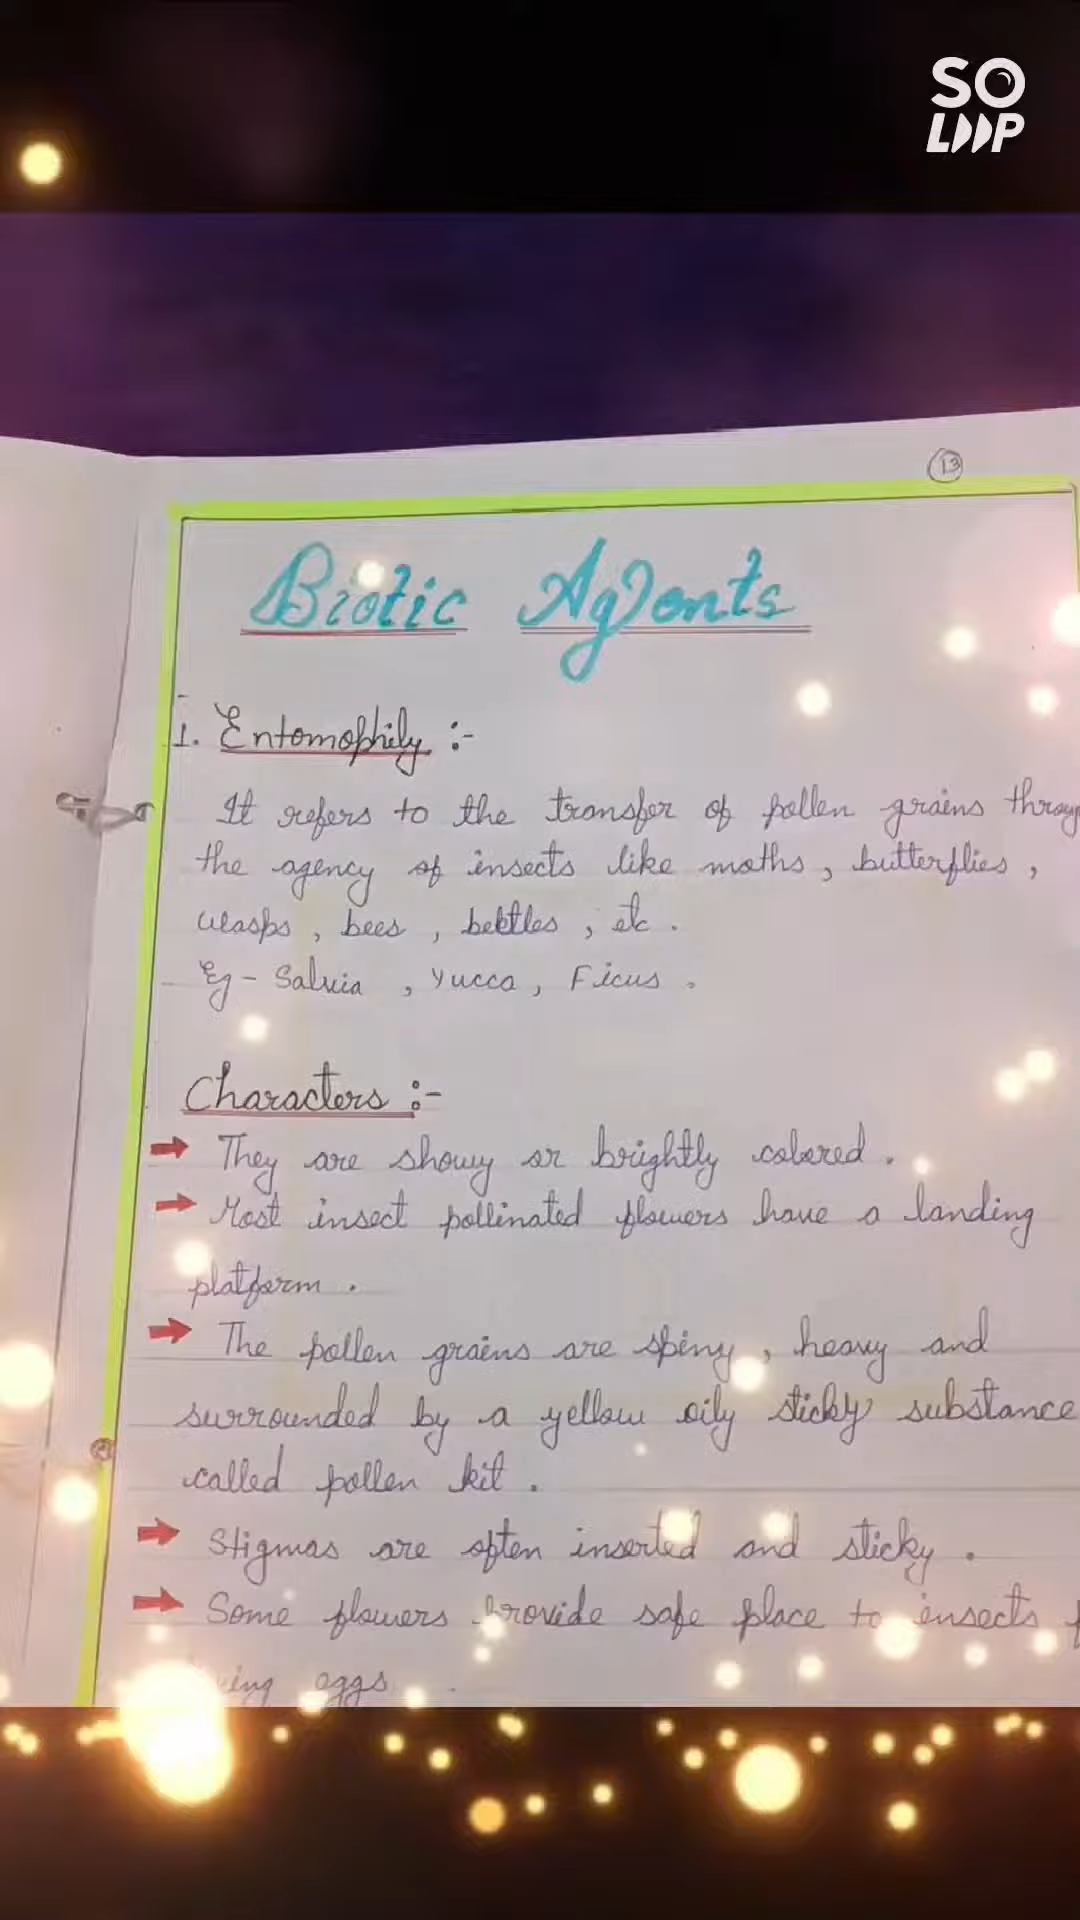 SO
LOOP
13
Biotic Agents
1. Entomophily :-
It refers to the transfer of pollen grains throug
the agency of insects like moths, butterflies,
wasps, bees, beetles, etc.
Eg - Salvia, Yucca, Ficus.
Characters :-
→ They are showy or brightly colored.
→ Most insect pollinated flowers have a landing
platform.
→ The pollen grains are spiny, heavy and
surrounded by a yellow oily sticky substance
called pollen kit.
→ Stigmas are often inserted and sticky.
→ Some flowers provide safe place to insects
eggs.